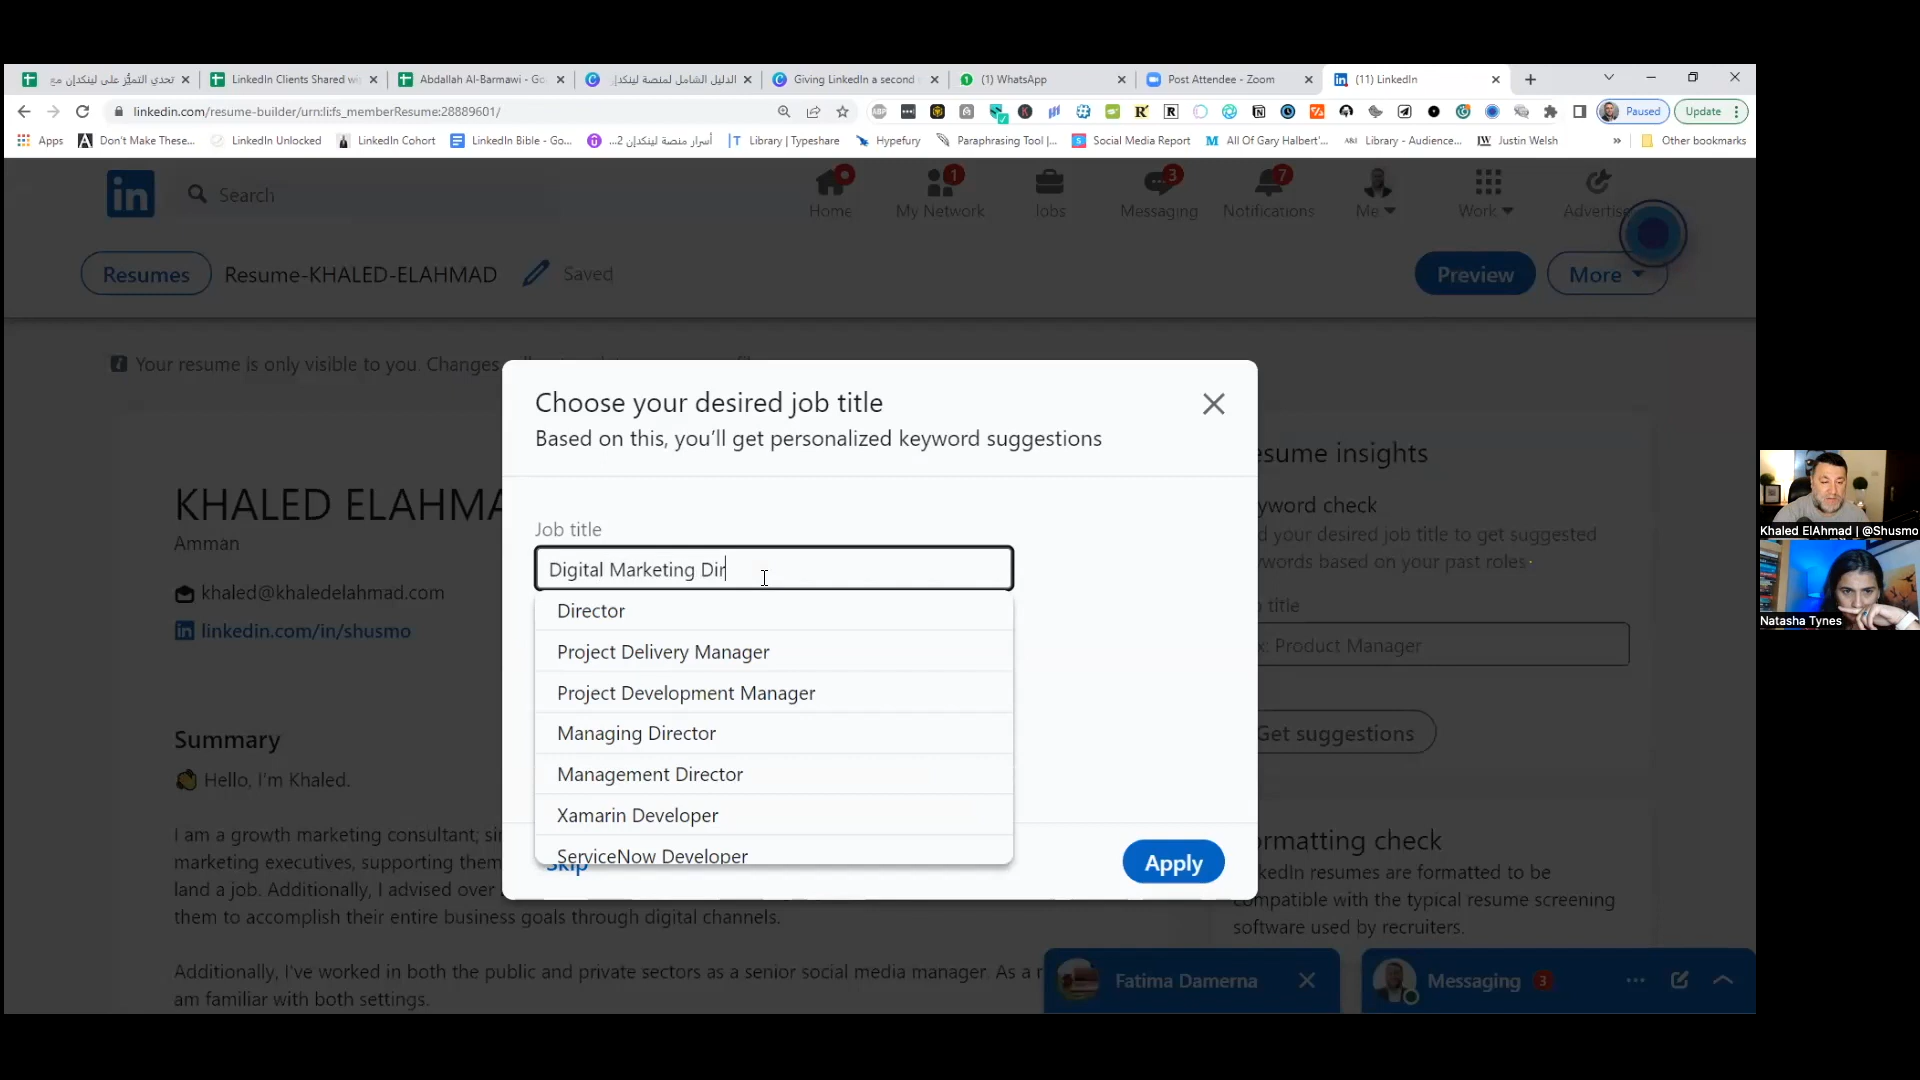 تحدي التميُّز على لينكدإن مع
LinkedIn Clients Shared wi
Abdallah Al-Barmawi - Go
الدليل الشامل لمنصة لينكدإن
Giving LinkedIn a second
(1) WhatsApp
Post Attendee - Zoom
(11) LinkedIn
linkedin.com/resume-builder/urn:li:fs_memberResume:28889601/
Paused
Update
Apps
Don't Make These...
LinkedIn Unlocked
LinkedIn Cohort
LinkedIn Bible - Go...
أسرار منصة لينكدإن 2...
Library | Typeshare
Hypefury
Paraphrasing Tool |...
Social Media Report
All Of Gary Halbert'...
Library - Audience...
Justin Welsh
»
Other bookmarks
in
Search
Home
1
My Network
Jobs
3
Messaging
7
Notifications
Me
Work
Advertise
Resumes
Resume-KHALED-ELAHMAD
Saved
Preview
More
Your resume is only visible to you. Changes
Choose your desired job title
Based on this, you'll get personalized keyword suggestions
Job title
Digital Marketing Dir
Director
Project Delivery Manager
Project Development Manager
Managing Director
Management Director
Xamarin Developer
ServiceNow Developer
Skip
Apply
KHALED ELAHMA
Amman
khaled@khaledelahmad.com
linkedin.com/in/shusmo
Summary
👋 Hello, I'm Khaled.
I am a growth marketing consultant; si
marketing executives, supporting them
land a job. Additionally, I advised over
them to accomplish their entire business goals through digital channels.
Additionally, I've worked in both the public and private sectors as a senior social media manager. As a r
am familiar with both settings.
esume insights
yword check
d your desired job title to get suggested
words based on your past roles
title
x: Product Manager
Get suggestions
ormatting check
kedIn resumes are formatted to be
compatible with the typical resume screening
software used by recruiters.
Fatima Damerna
Messaging
3
Khaled ElAhmad | @Shusmo
Natasha Tynes